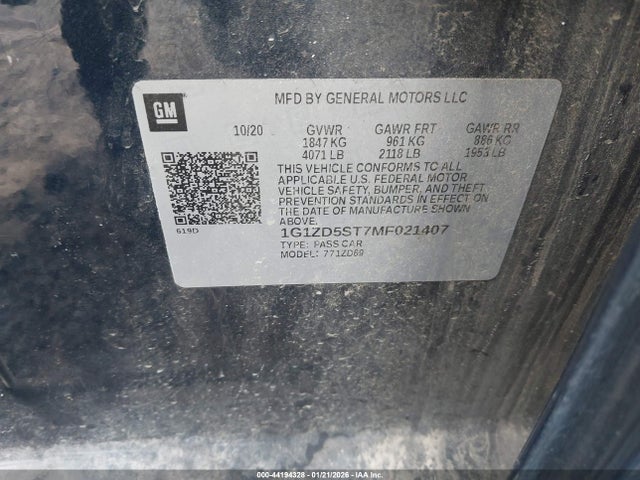 GM
MFD BY GENERAL MOTORS LLC
10/20 GVWR GAWR FRT GAWR RR
1847 KG 961 KG 886 KG
4071 LB 2118 LB 1953 LB
THIS VEHICLE CONFORMS TO ALL
APPLICABLE U.S. FEDERAL MOTOR
VEHICLE SAFETY, BUMPER, AND THEFT
PREVENTION STANDARDS IN EFFECT ON
THE DATE OF MANUFACTURE SHOWN
ABOVE.
619D
1G1ZD5ST7MF021407
TYPE: PASS CAR
MODEL: 771ZD69
000-44194328 | 01/21/2026 | IAA Inc.